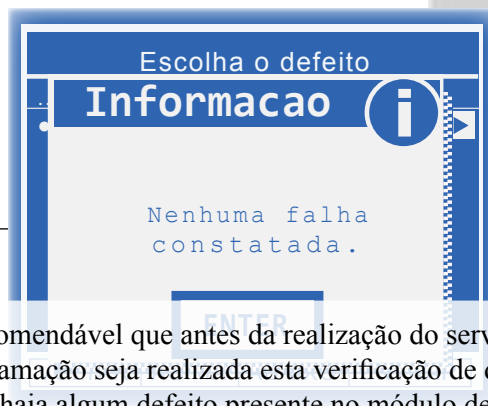 Escolha o defeito
Informacao
i
Nenhuma falha
constatada.
ENTER
omendável que antes da realização do serv
amação seja realizada esta verificação de
haja algum defeito presente no módulo de